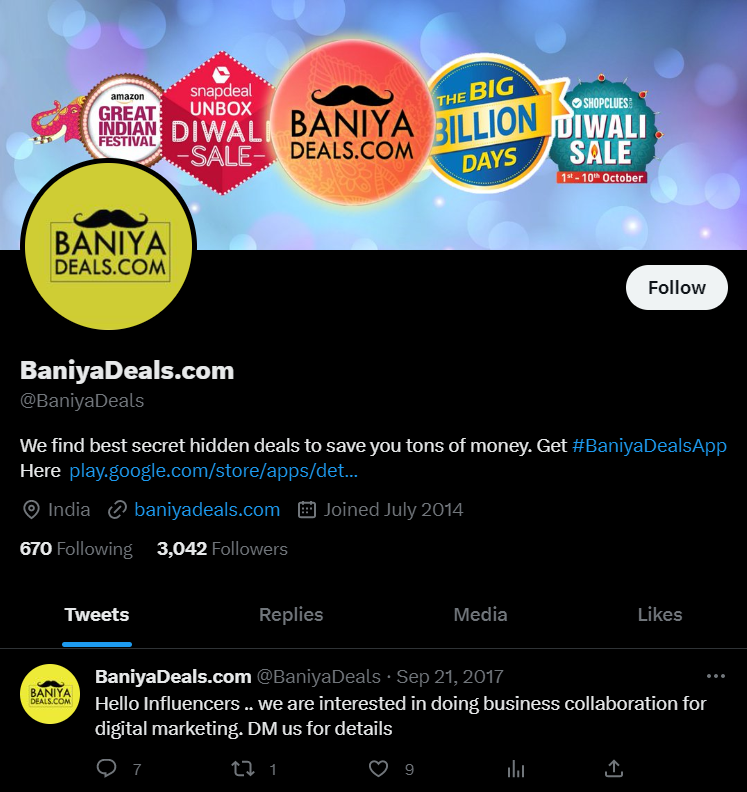 amazon
GREAT
INDIAN
FESTIVAL
snapdeal
UNBOX
DIWALI
-SALE-
BANIYA
DEALS.COM
THE BIG
BILLION
DAYS
SHOPCLUES
DIWALI
SALE
1st - 10th October
BANIYA
DEALS.COM
Follow
BaniyaDeals.com
@BaniyaDeals
We find best secret hidden deals to save you tons of money. Get #BaniyaDealsApp
Here play.google.com/store/apps/det...
India baniyadeals.com Joined July 2014
670 Following 3,042 Followers
Tweets Replies Media Likes
BANIYA
DEALS.COM
BaniyaDeals.com @BaniyaDeals · Sep 21, 2017 ...
Hello Influencers .. we are interested in doing business collaboration for
digital marketing. DM us for details
7 1 9